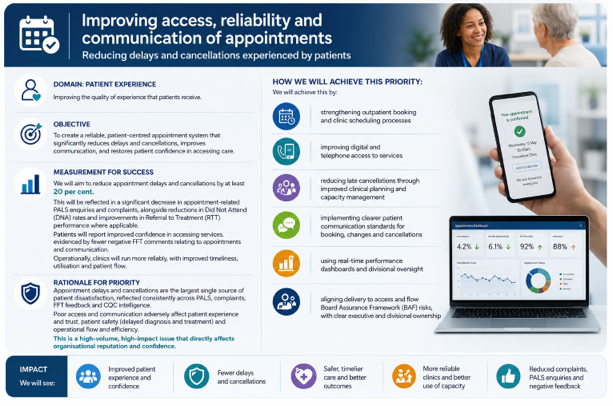 Improving access, reliability and
communication of appointments
Reducing delays and cancellations experienced by patients
DOMAIN: PATIENT EXPERIENCE
Improving the quality of experience that patients receive.
OBJECTIVE
To create a reliable, patient-centred appointment system that
significantly reduces delays and cancellations, improves
communication, and restores patient confidence in accessing care.
MEASUREMENT FOR SUCCESS
We will aim to reduce appointment delays and cancellations by at least
20 per cent.
This will be reflected in a significant decrease in appointment-related
PALS enquiries and complaints, alongside reductions in Did Not Attend
(DNA) rates and improvements in Referral to Treatment (RTT)
performance where applicable.
Patients will report improved confidence in accessing services,
evidenced by fewer negative FFT comments relating to appointments
and communication.
Operationally, clinics will run more reliably, with improved timeliness,
utilisation and patient flow.
RATIONALE FOR PRIORITY
Appointment delays and cancellations are the largest single source of
patient dissatisfaction, reflected consistently across PALS, complaints,
FFT feedback and CQC intelligence.
Poor access and communication adversely affect patient experience
and trust, patient safety (delayed diagnosis and treatment) and
operational flow and efficiency.
This is a high-volume, high-impact issue that directly affects
organisational reputation and confidence.
HOW WE WILL ACHIEVE THIS PRIORITY:
We will achieve this by:
strengthening outpatient booking
and clinic scheduling processes
improving digital and
telephone access to services
reducing late cancellations through
improved clinical planning and
capacity management
implementing clearer patient
communication standards for
booking, changes and cancellations
using real-time performance
dashboards and divisional oversight
aligning delivery to access and flow
Board Assurance Framework (BAF) risks,
with clear executive and divisional ownership
Your appointment
is confirmed
Appointment Dashboard
4.2%
6.1%
92%
88%
IMPACT
We will see:
Improved patient
experience and
confidence
Fewer delays
and cancellations
Safer, timelier
care and better
outcomes
More reliable
clinics and better
use of capacity
Reduced complaints,
PALS enquiries and
negative feedback